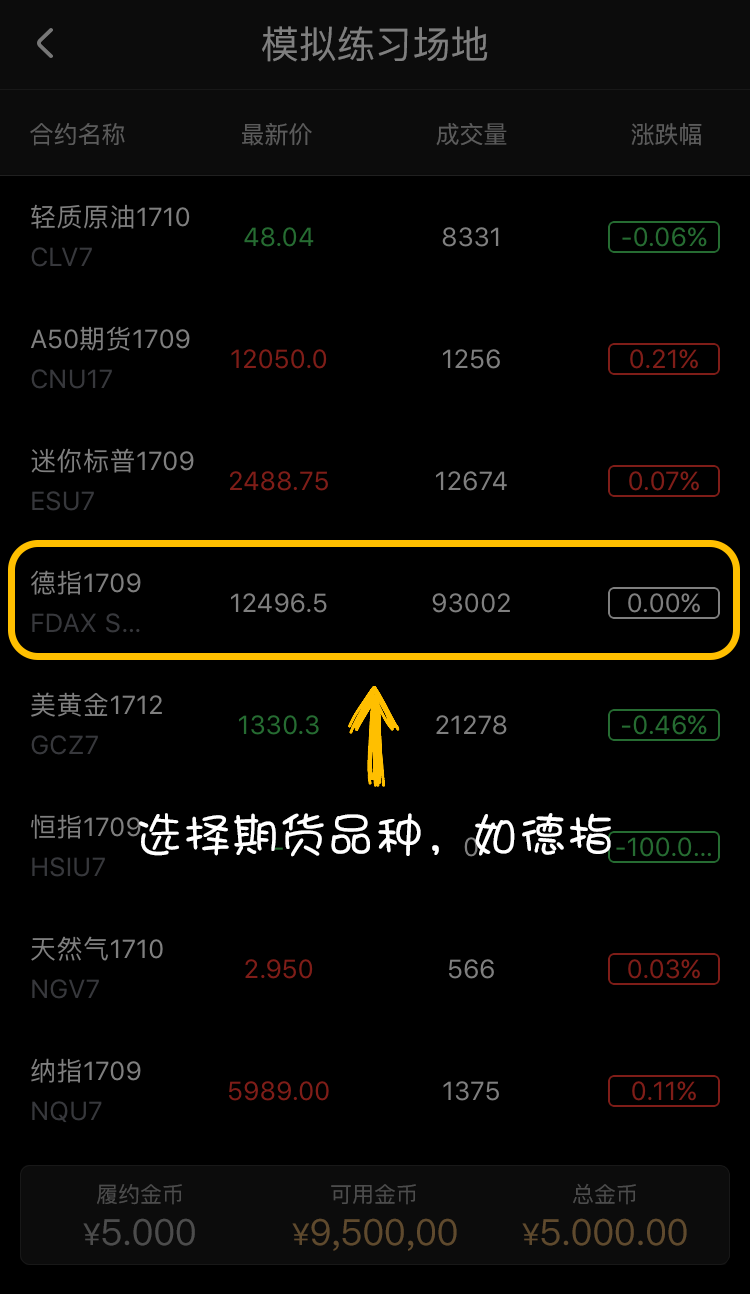 模拟练习场地
合约名称 最新价 成交量 涨跌幅
轻质原油1710
CLV7
48.04 8331 -0.06%
A50期货1709
CNU17
12050.0 1256 0.21%
迷你标普1709
ESU7
2488.75 12674 0.07%
德指1709
FDAX S...
12496.5 93002 0.00%
美黄金1712
GCZ7
1330.3 21278 -0.46%
恒指1709
HSIU7
- 0 -100.0...
选择期货品种，如德指
天然气1710
NGV7
2.950 566 0.03%
纳指1709
NQU7
5989.00 1375 0.11%
履约金币 可用金币 总金币
¥5.000 ¥9,500,00 ¥5.000.00